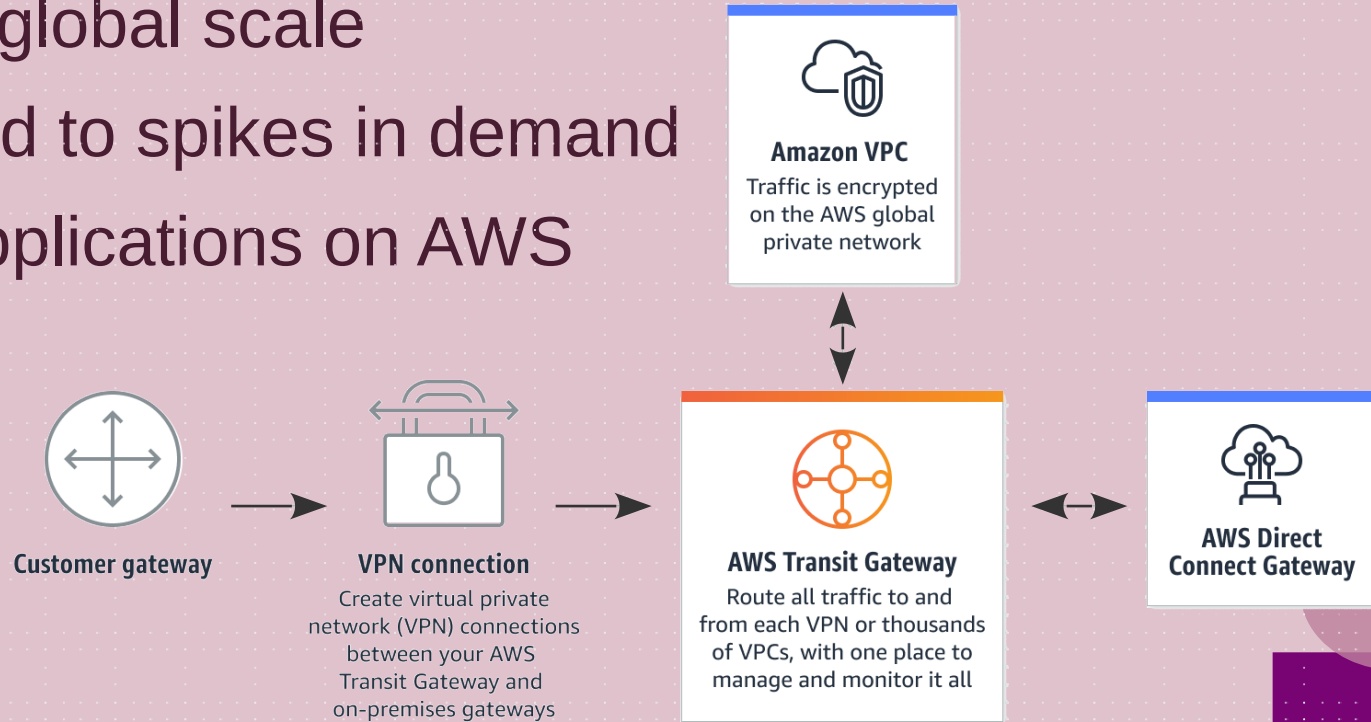 global scale
d to spikes in demand
plications on AWS
Amazon VPC
Traffic is encrypted
on the AWS global
private network
Customer gateway
VPN connection
Create virtual private
network (VPN) connections
between your AWS
Transit Gateway and
on-premises gateways
AWS Transit Gateway
Route all traffic to and
from each VPN or thousands
of VPCs, with one place to
manage and monitor it all
AWS Direct
Connect Gateway